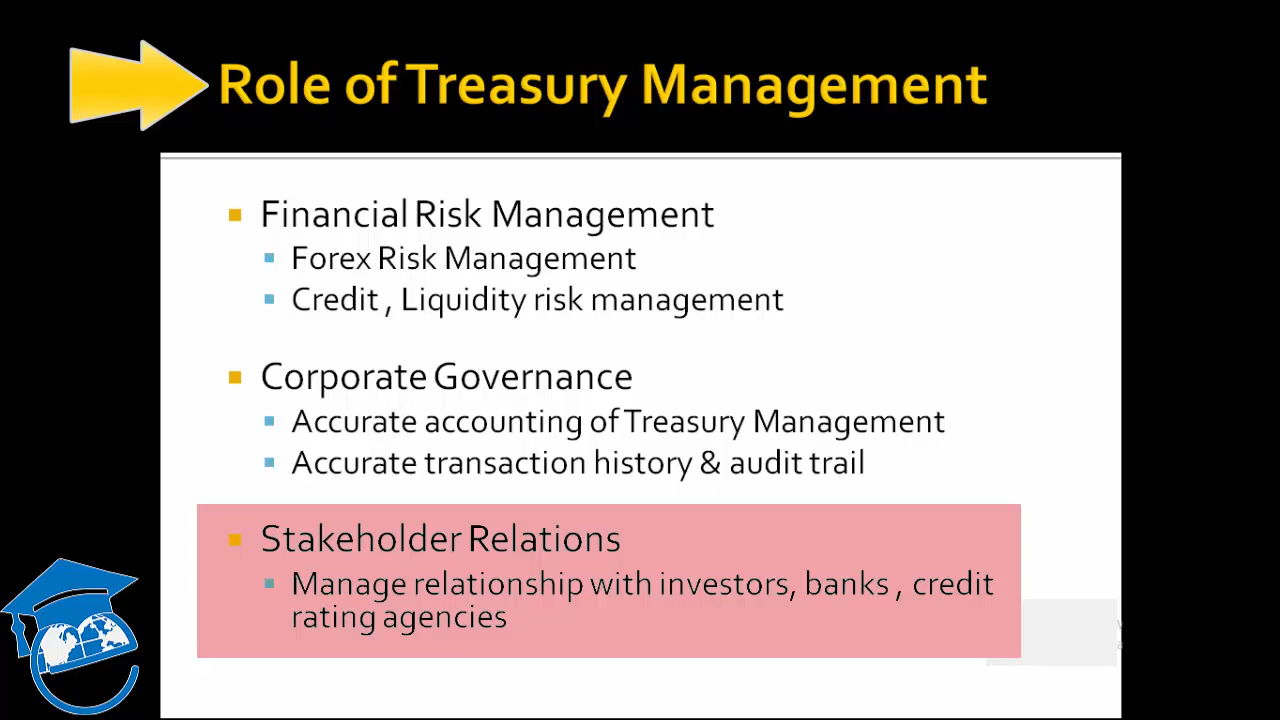 Role of Treasury Management
Financial Risk Management
Forex Risk Management
Credit , Liquidity risk management
Corporate Governance
Accurate accounting of Treasury Management
Accurate transaction history & audit trail
Stakeholder Relations
Manage relationship with investors, banks , credit
rating agencies